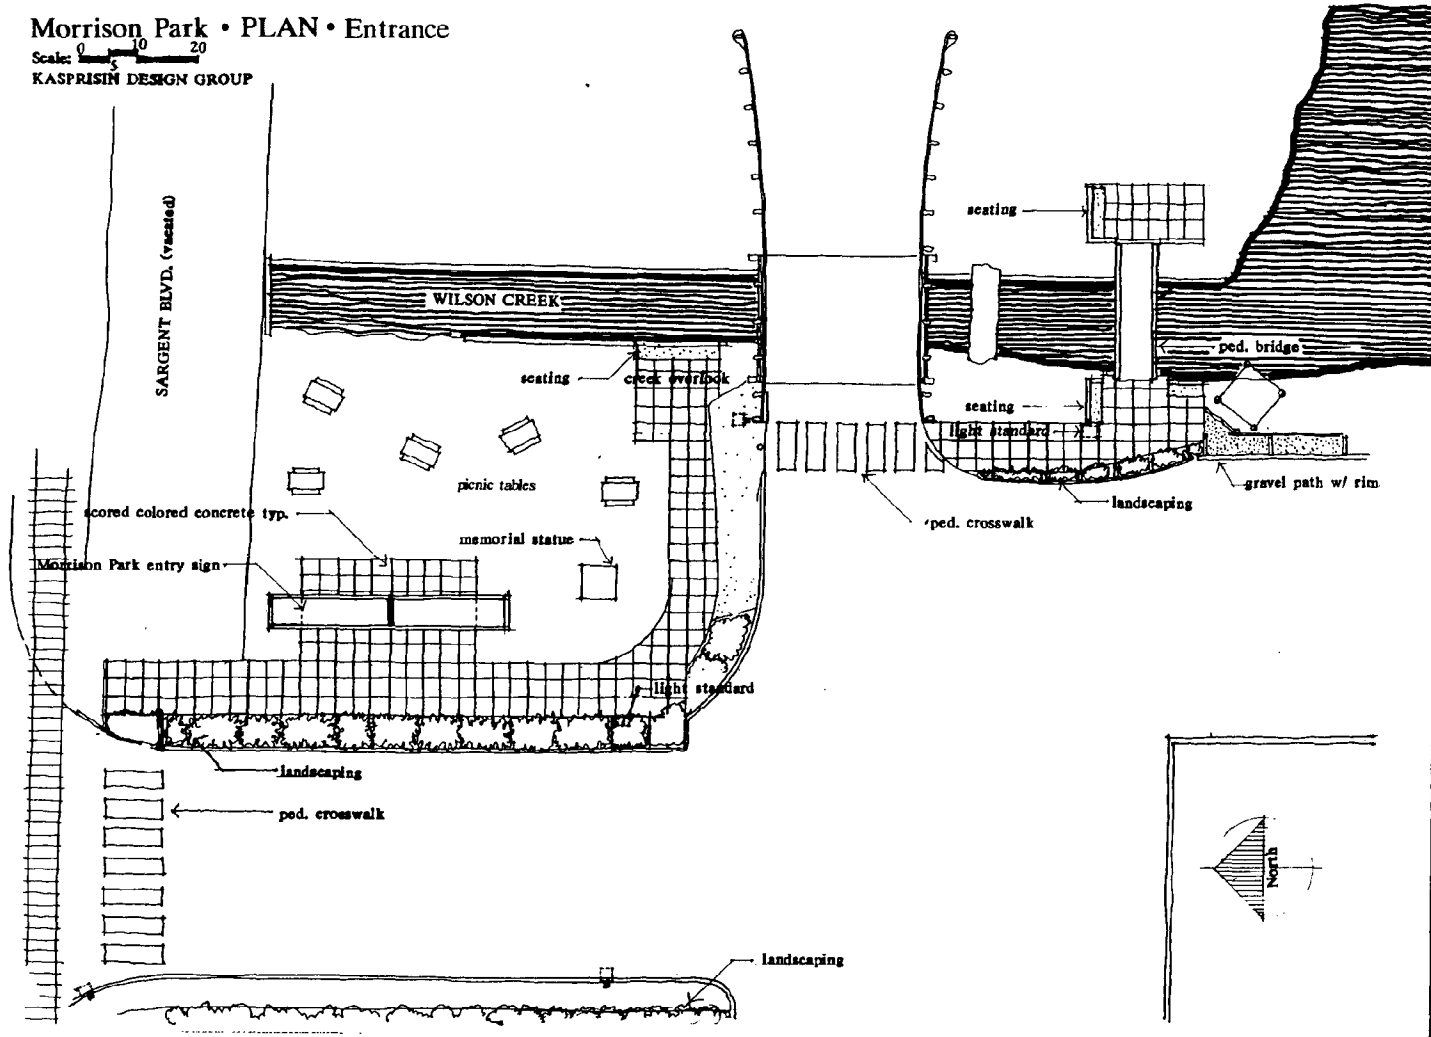 Morrison Park • PLAN • Entrance
Scale: 0 5 10 20
KASPRISIN DESIGN GROUP
SARGENT BLVD. (vacated)
WILSON CREEK
seating
ped. bridge
seating
creek overlook
seating
light standard
picnic tables
gravel path w/ rim
landscaping
scored colored concrete typ.
ped. crosswalk
memorial statue
Morrison Park entry sign
light standard
landscaping
ped. crosswalk
North
landscaping